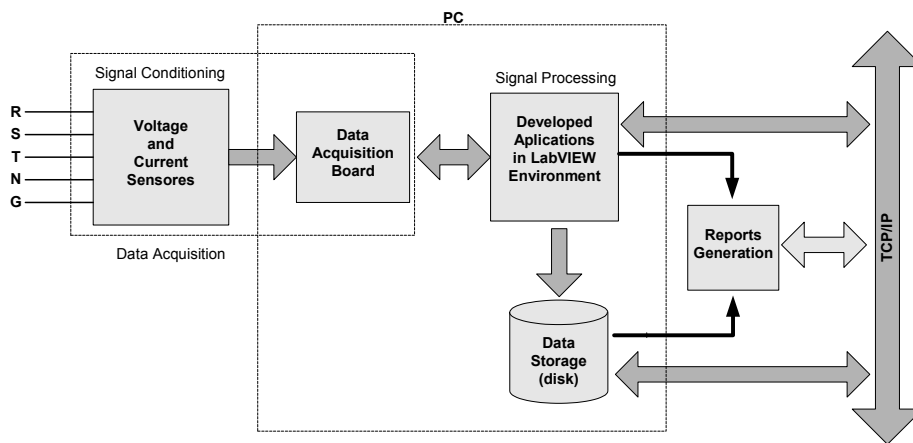 PC
Signal Conditioning
Signal Processing
R
S
T
N
G
Voltage
and
Current
Sensores
Data
Acquisition
Board
Developed
Aplications
in LabVIEW
Environment
Reports
Generation
TCP/IP
Data Acquisition
Data
Storage
(disk)